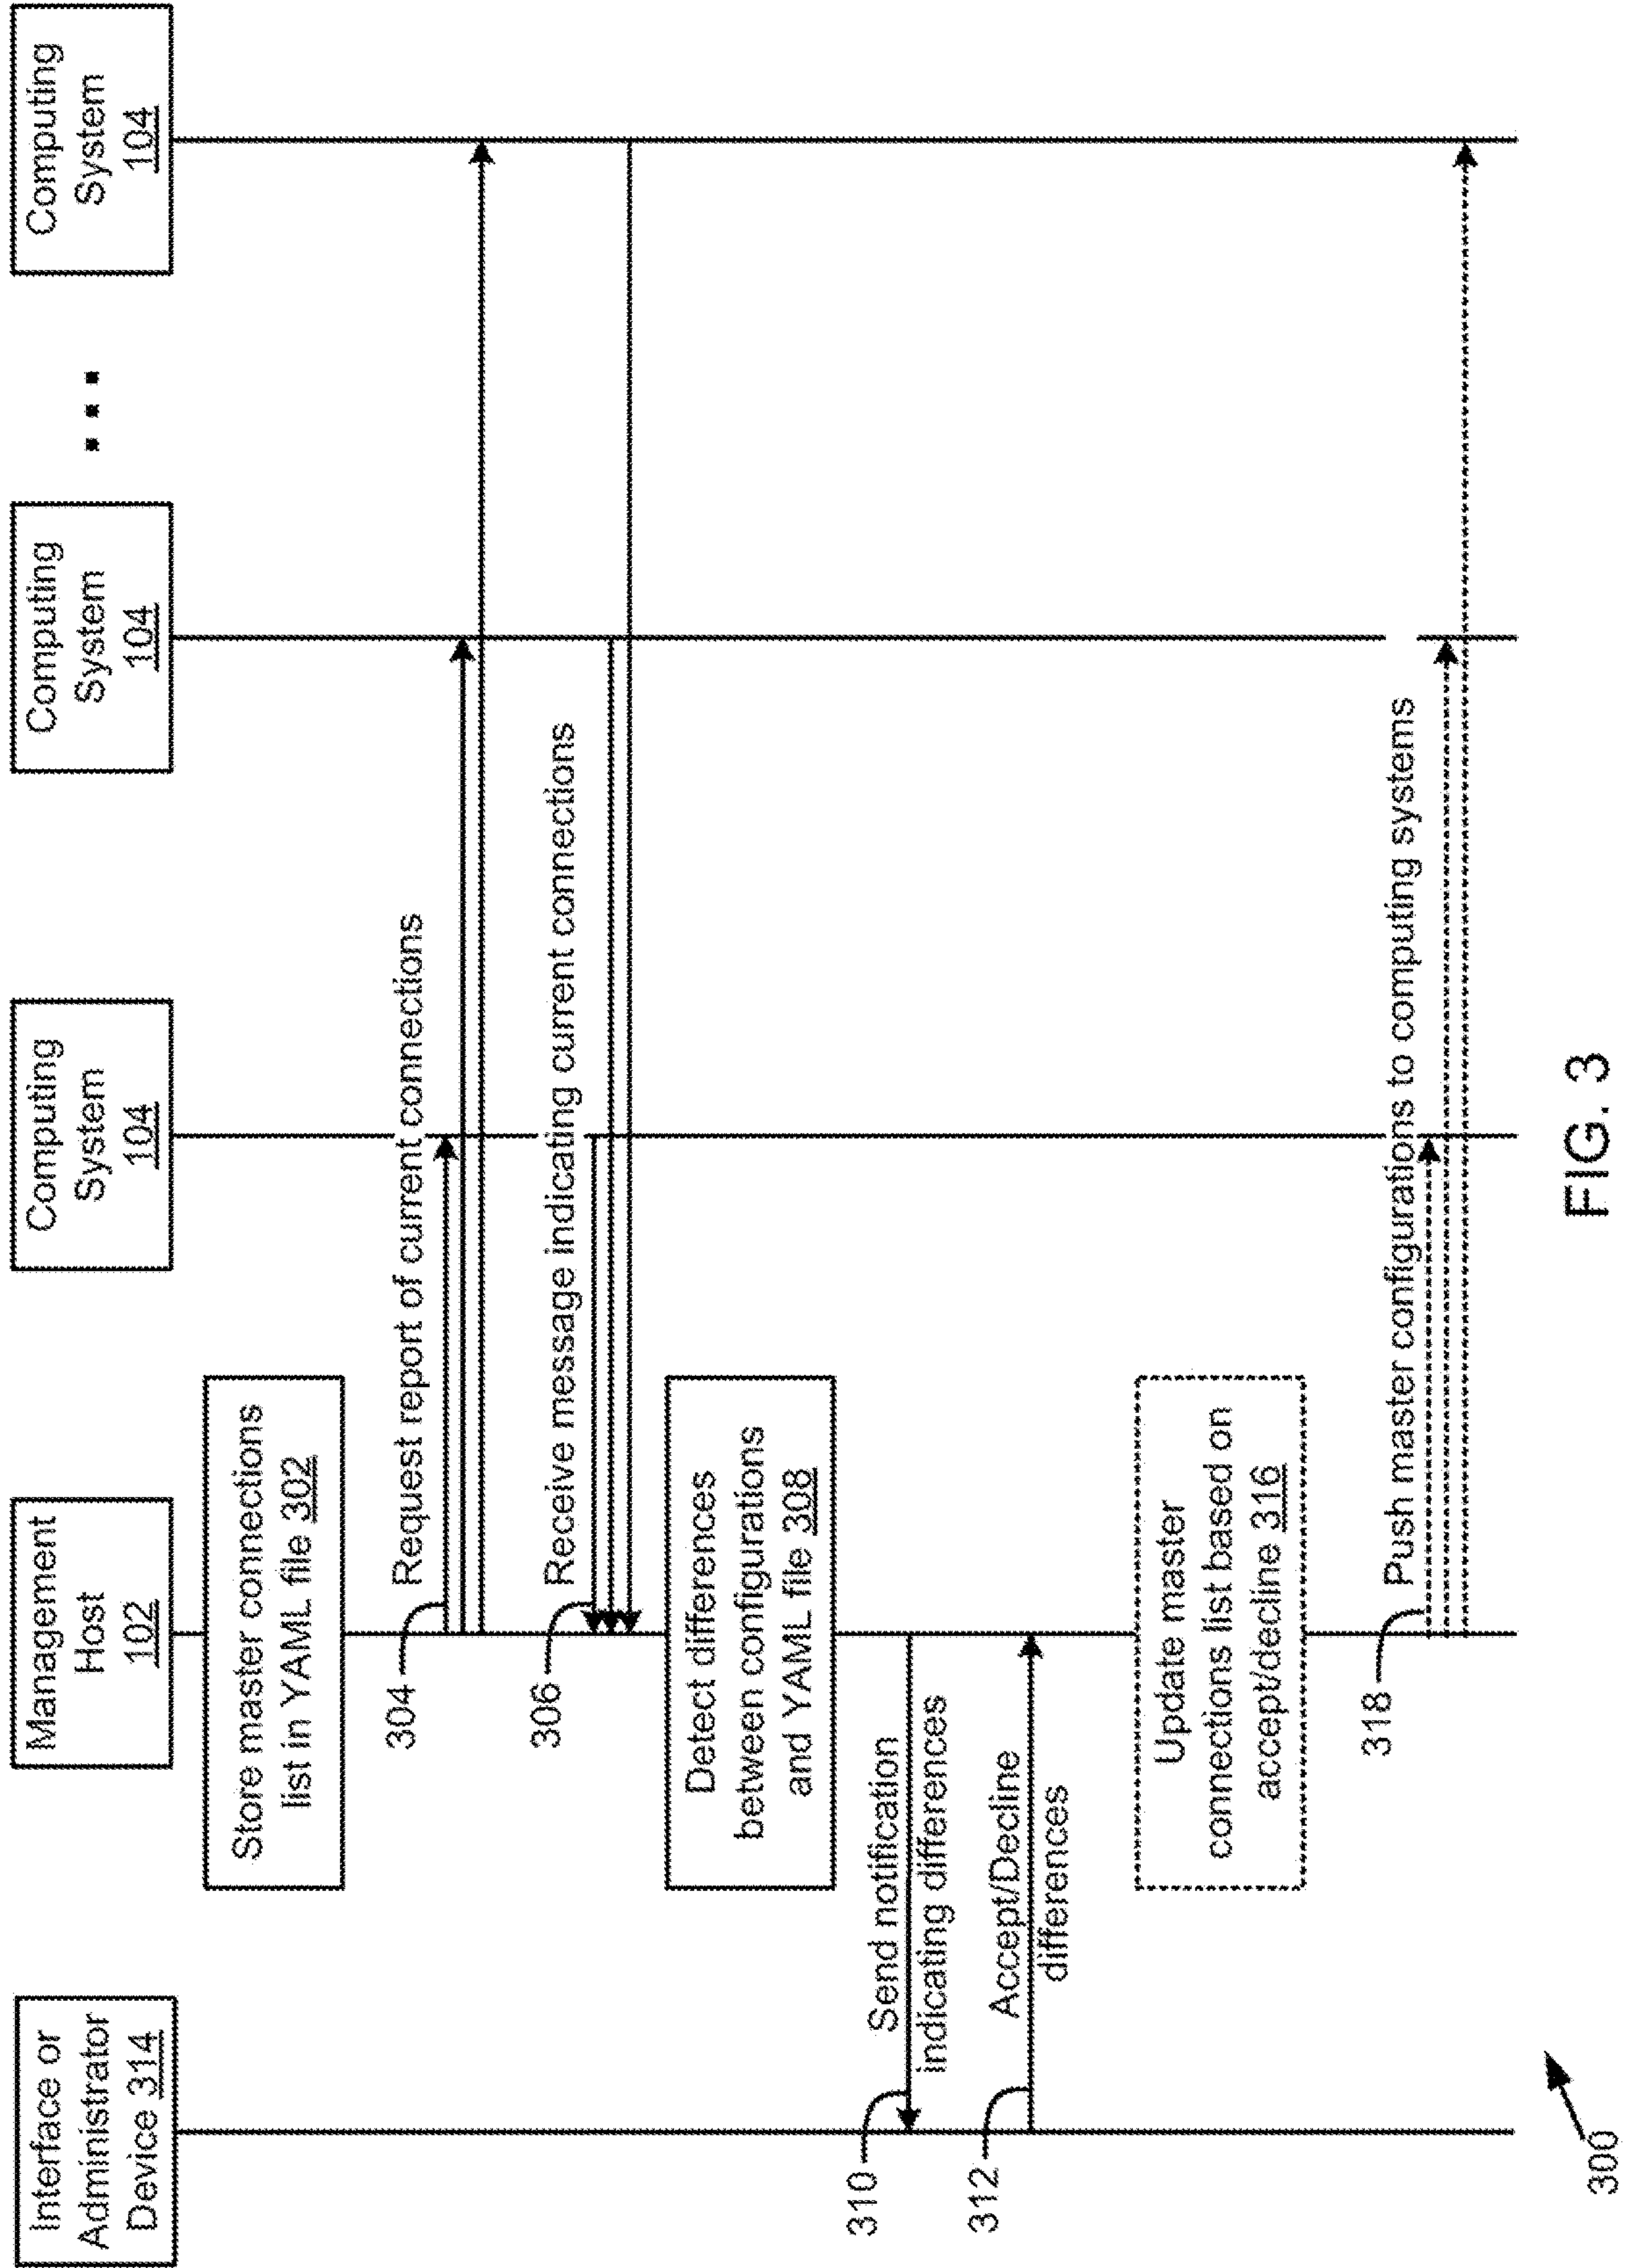 Interface or
Administrator
Device 314
Management
Host
102
Computing
System
104
Computing
System
104
...
Computing
System
104
Store master connections
list in YAML file 302
304
Request report of current connections
306
Receive message indicating current connections
Detect differences
between configurations
and YAML file 308
310
Send notification
indicating differences
312
Accept/Decline
differences
Update master
connections list based on
accept/decline 316
318
Push master configurations to computing systems
300
FIG. 3